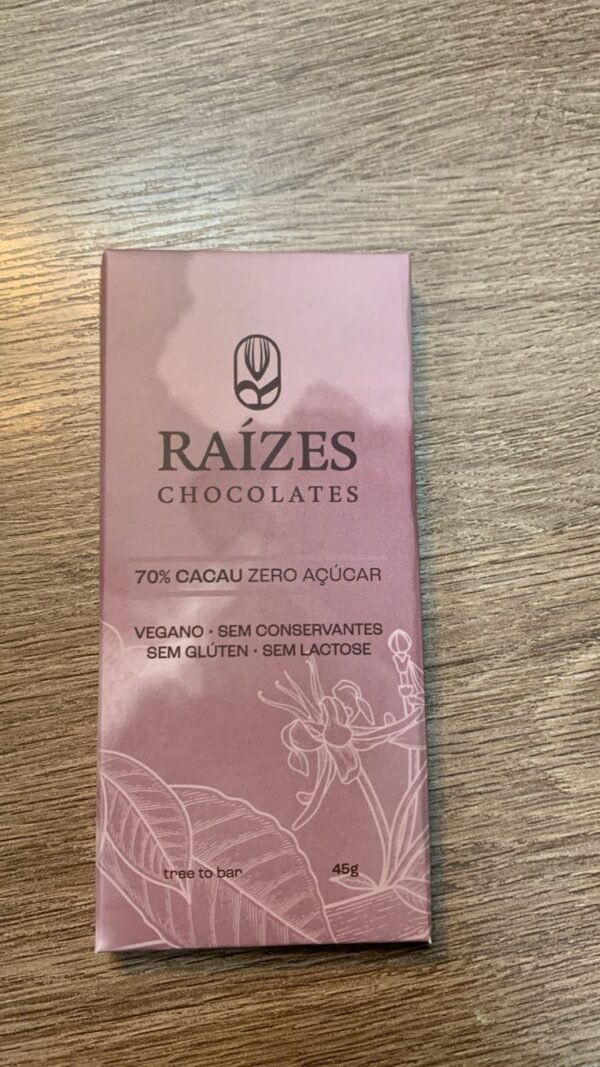 RAÍZES
CHOCOLATES
70% CACAU ZERO AÇÚCAR
VEGANO · SEM CONSERVANTES
SEM GLÚTEN · SEM LACTOSE
tree to bar 45g